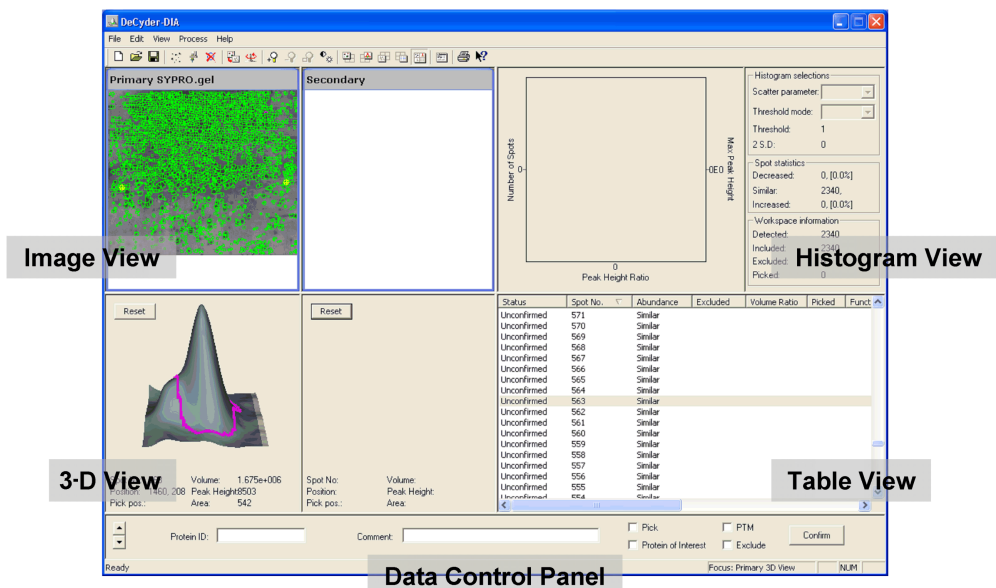 DeCyder-DIA
File Edit View Process Help
Primary SYPRO.gel
Secondary
Number of Spots
0
0E0
Max Peak Height
0
Peak Height Ratio
Histogram selections
Scatter parameter:
Threshold mode:
Threshold: 1
2 S.D: 0
Spot statistics
Decreased: 0, [0.0%]
Similar: 2340,
Increased: 0, [0.0%]
Workspace information
Detected: 2340
Included: 2340
Excluded:
Picked: 0
Image View
Histogram View
Reset
Reset
Volume: 1.675e+006
Position: 1460, 208 Peak Height:8503
Pick pos.: Area: 542
Spot No: Volume:
Position: Peak Height:
Pick pos.: Area:
3-D View
Status Spot No. Abundance Excluded Volume Ratio Picked Funct
Unconfirmed 571 Similar
Unconfirmed 570 Similar
Unconfirmed 569 Similar
Unconfirmed 568 Similar
Unconfirmed 567 Similar
Unconfirmed 566 Similar
Unconfirmed 565 Similar
Unconfirmed 564 Similar
Unconfirmed 563 Similar
Unconfirmed 562 Similar
Unconfirmed 561 Similar
Unconfirmed 560 Similar
Unconfirmed 559 Similar
Unconfirmed 558 Similar
Unconfirmed 557 Similar
Unconfirmed 556 Similar
Unconfirmed 555 Similar
Unconfirmed 554 Similar
Table View
Protein ID:
Comment:
Pick PTM
Protein of Interest Exclude
Confirm
Data Control Panel
Ready
Focus: Primary 3D View NUM